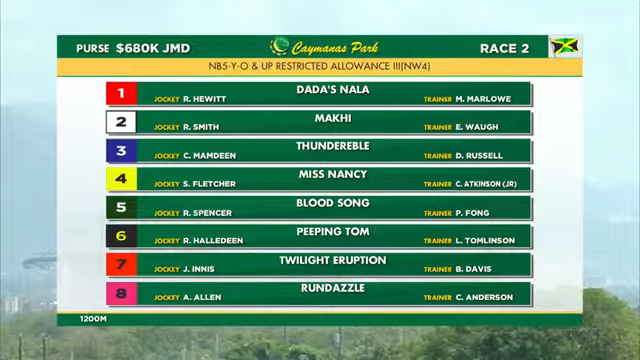 PURSE $680K JMD
Caymanas Park
RACE 2
NB5-Y-O & UP RESTRICTED ALLOWANCE III(NW4)
1 DADA'S NALA
JOCKEY R. HEWITT TRAINER M. MARLOWE
2 MAKHI
JOCKEY R. SMITH TRAINER E. WAUGH
3 THUNDEREBLE
JOCKEY C. MAMDEEN TRAINER D. RUSSELL
4 MISS NANCY
JOCKEY S. FLETCHER TRAINER C. ATKINSON (JR)
5 BLOOD SONG
JOCKEY R. SPENCER TRAINER P. FONG
6 PEEPING TOM
JOCKEY R. HALLEDEEN TRAINER L. TOMLINSON
7 TWILIGHT ERUPTION
JOCKEY J. INNIS TRAINER B. DAVIS
8 RUNDAZZLE
JOCKEY A. ALLEN TRAINER C. ANDERSON
1200M